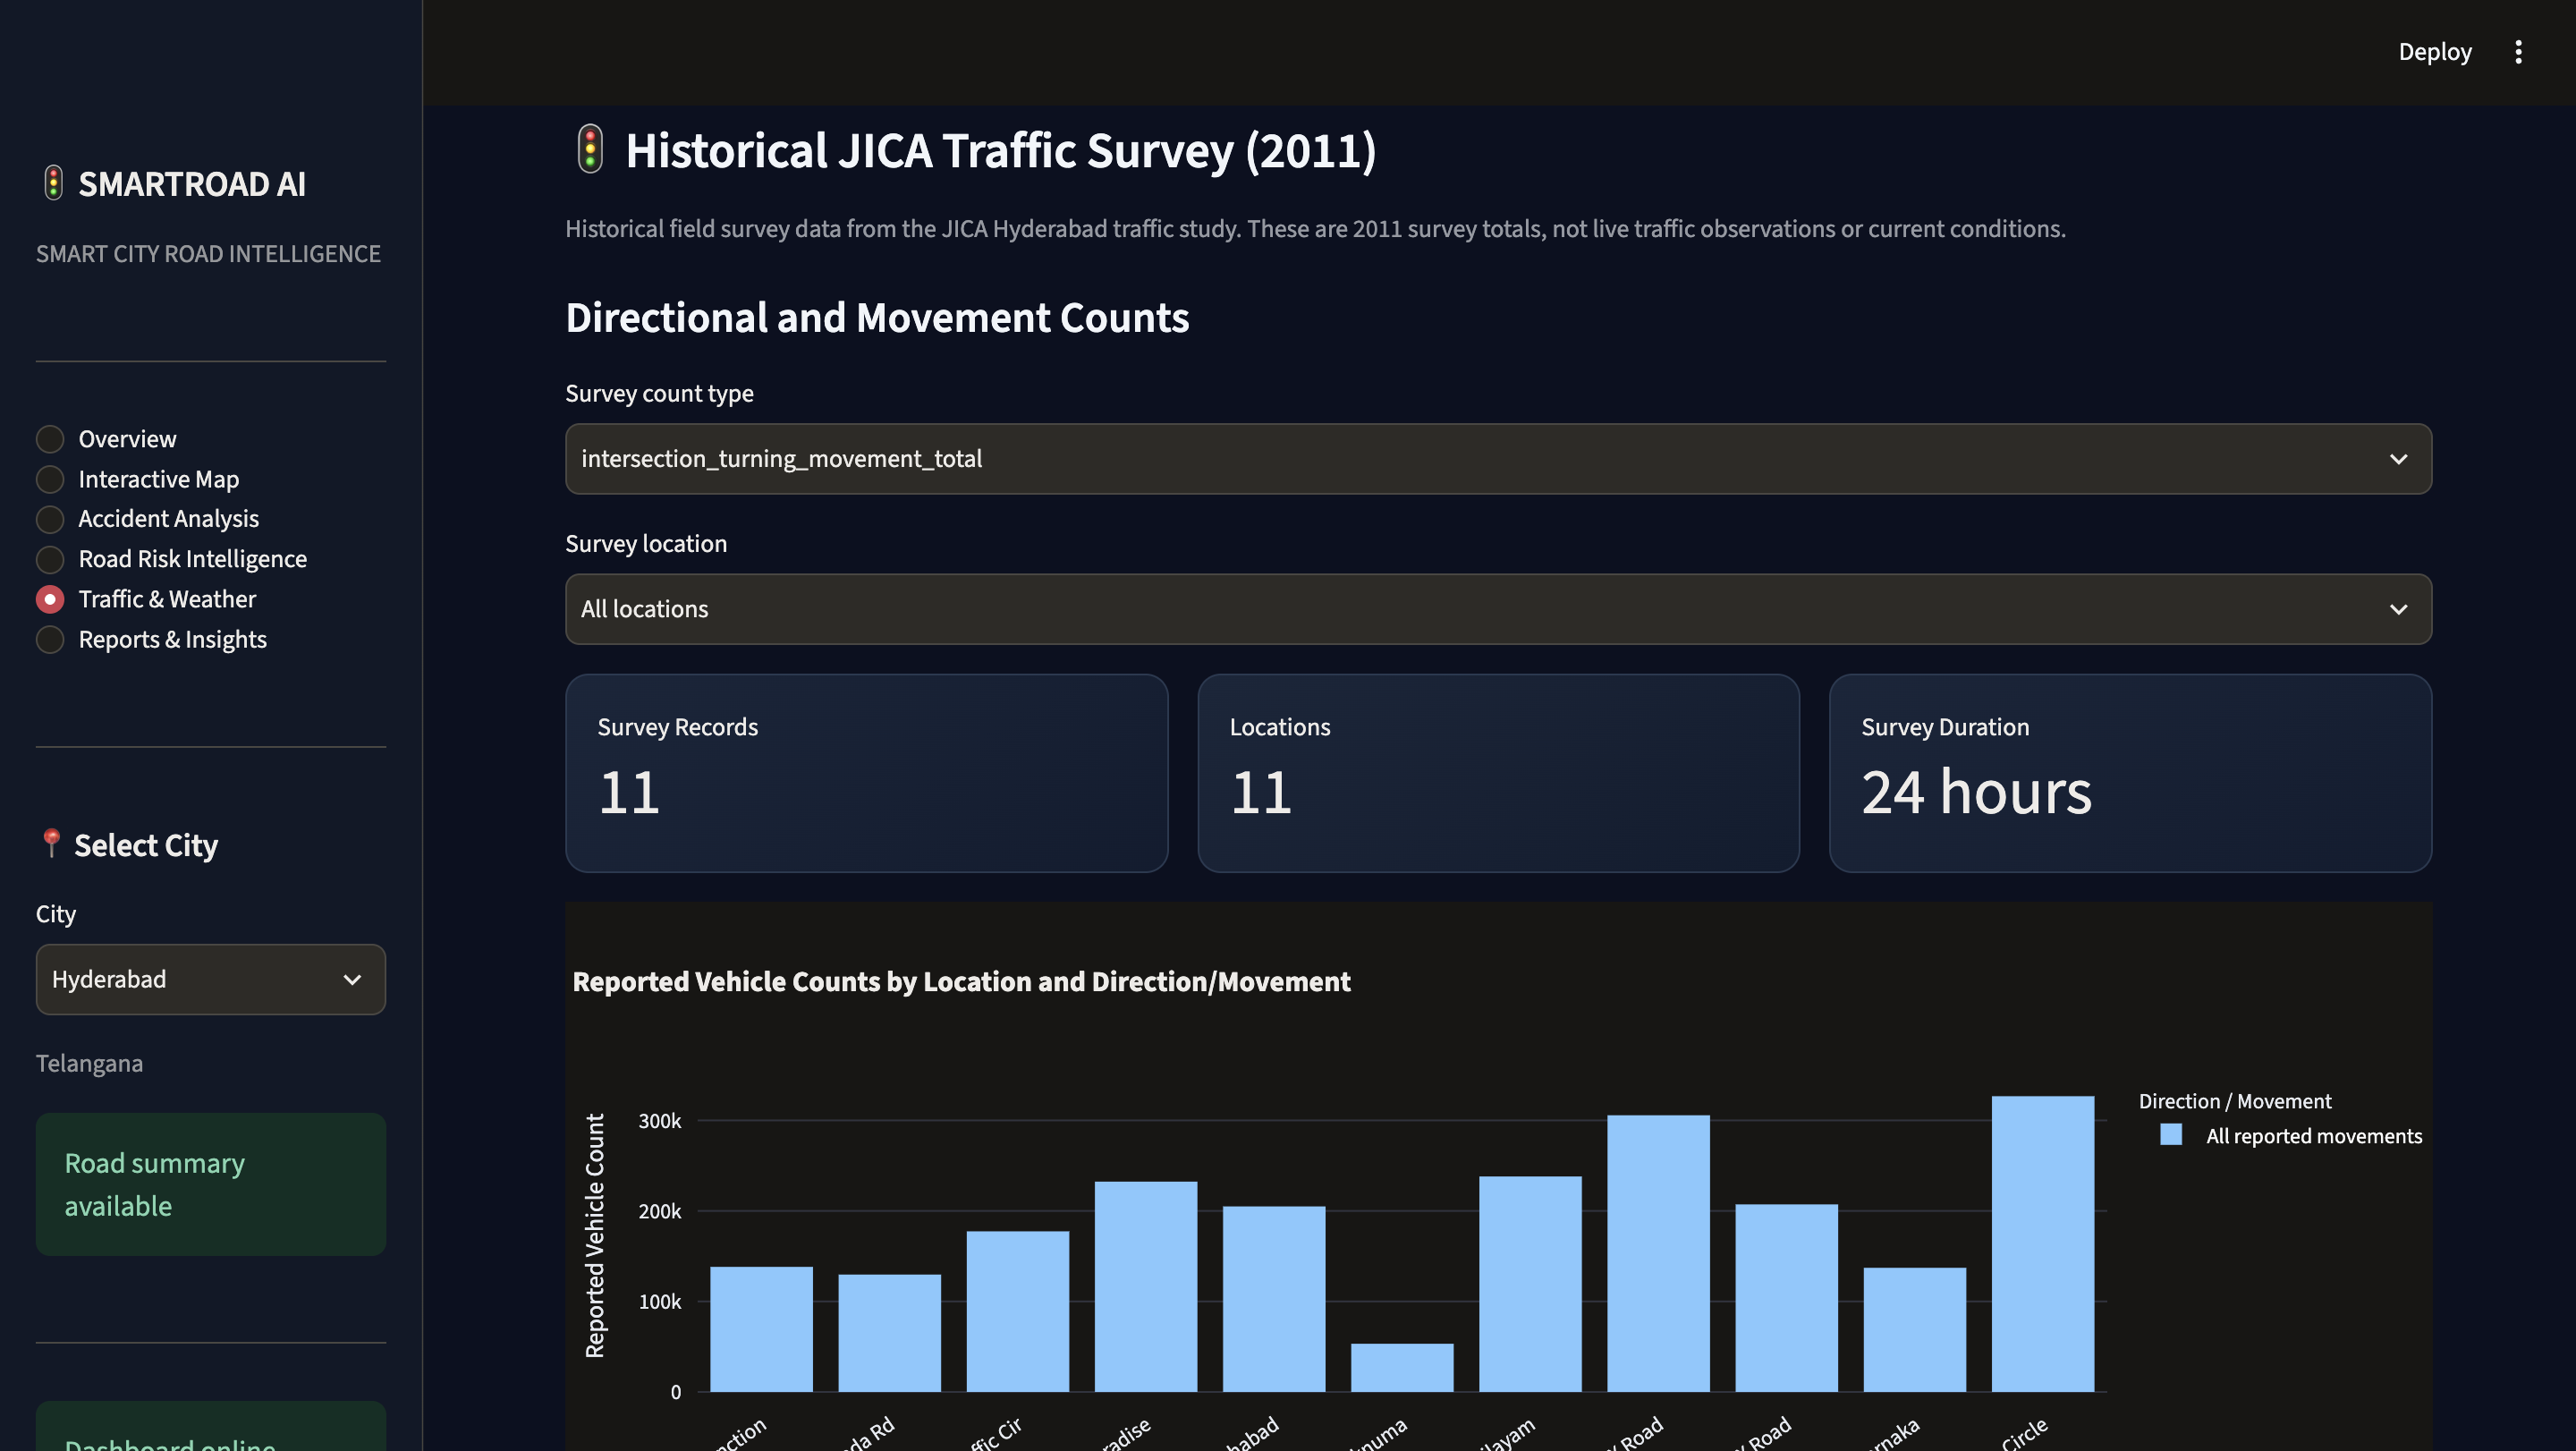 SMARTROAD AI
SMART CITY ROAD INTELLIGENCE
Overview
Interactive Map
Accident Analysis
Road Risk Intelligence
Traffic & Weather
Reports & Insights
Select City
City
Hyderabad
Telangana
Road summary
available
Dashboard online
Deploy
Historical JICA Traffic Survey (2011)
Historical field survey data from the JICA Hyderabad traffic study. These are 2011 survey totals, not live traffic observations or current conditions.
Directional and Movement Counts
Survey count type
intersection_turning_movement_total
Survey location
All locations
Survey Records
11
Locations
11
Survey Duration
24 hours
Reported Vehicle Counts by Location and Direction/Movement
Reported Vehicle Count
300k
200k
100k
0
Direction / Movement
All reported movements
Rd
Cir
Road
Road
Circle